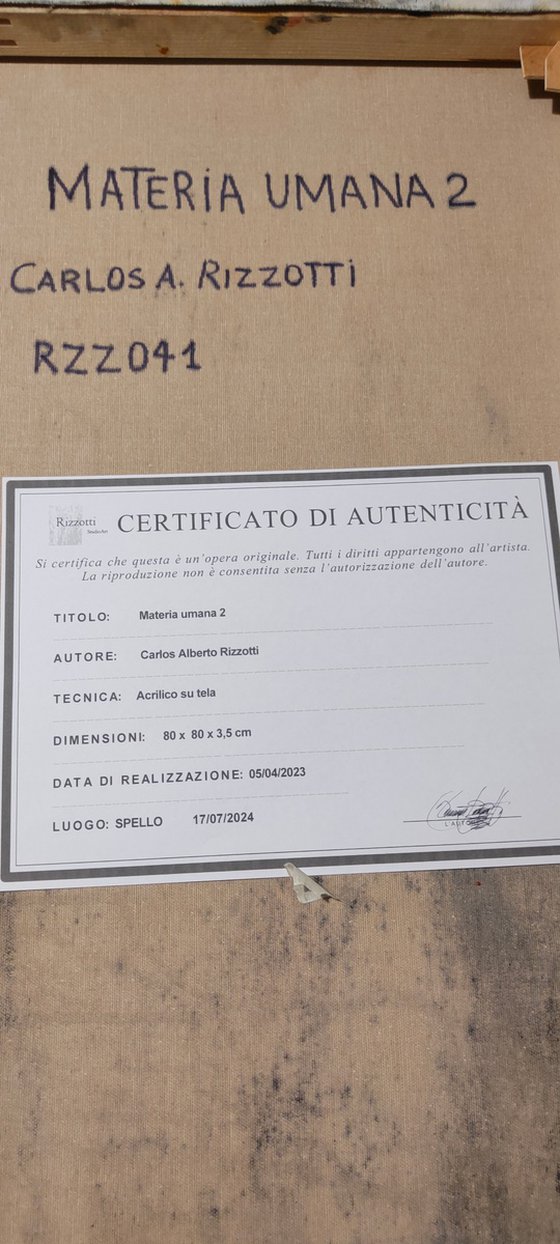 MATERIA UMANA 2
CARLOS A. RIZZOTTI
RZZ041
Rizzotti
StudioArt
CERTIFICATO DI AUTENTICITÀ
Si certifica che questa è un'opera originale. Tutti i diritti appartengono all'artista.
La riproduzione non è consentita senza l'autorizzazione dell'autore.
TITOLO: Materia umana 2
AUTORE: Carlos Alberto Rizzotti
TECNICA: Acrilico su tela
DIMENSIONI: 80 x 80 x 3,5 cm
DATA DI REALIZZAZIONE: 05/04/2023
LUOGO: SPELLO 17/07/2024